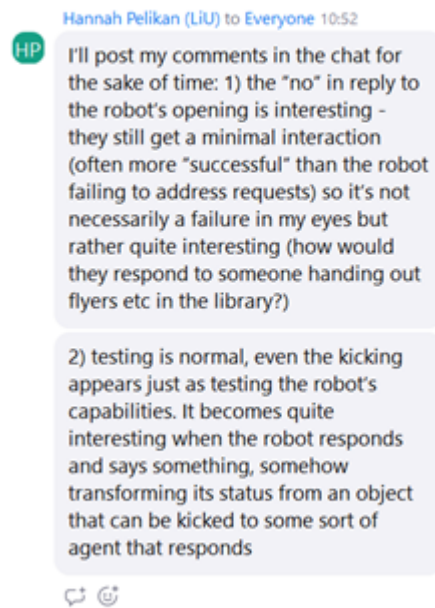 Hannah Pelikan (LiU) to Everyone 10:52
HP
I'll post my comments in the chat for
the sake of time: 1) the "no" in reply to
the robot's opening is interesting -
they still get a minimal interaction
(often more "successful" than the robot
failing to address requests) so it's not
necessarily a failure in my eyes but
rather quite interesting (how would
they respond to someone handing out
flyers etc in the library?)
2) testing is normal, even the kicking
appears just as testing the robot's
capabilities. It becomes quite
interesting when the robot responds
and says something, somehow
transforming its status from an object
that can be kicked to some sort of
agent that responds